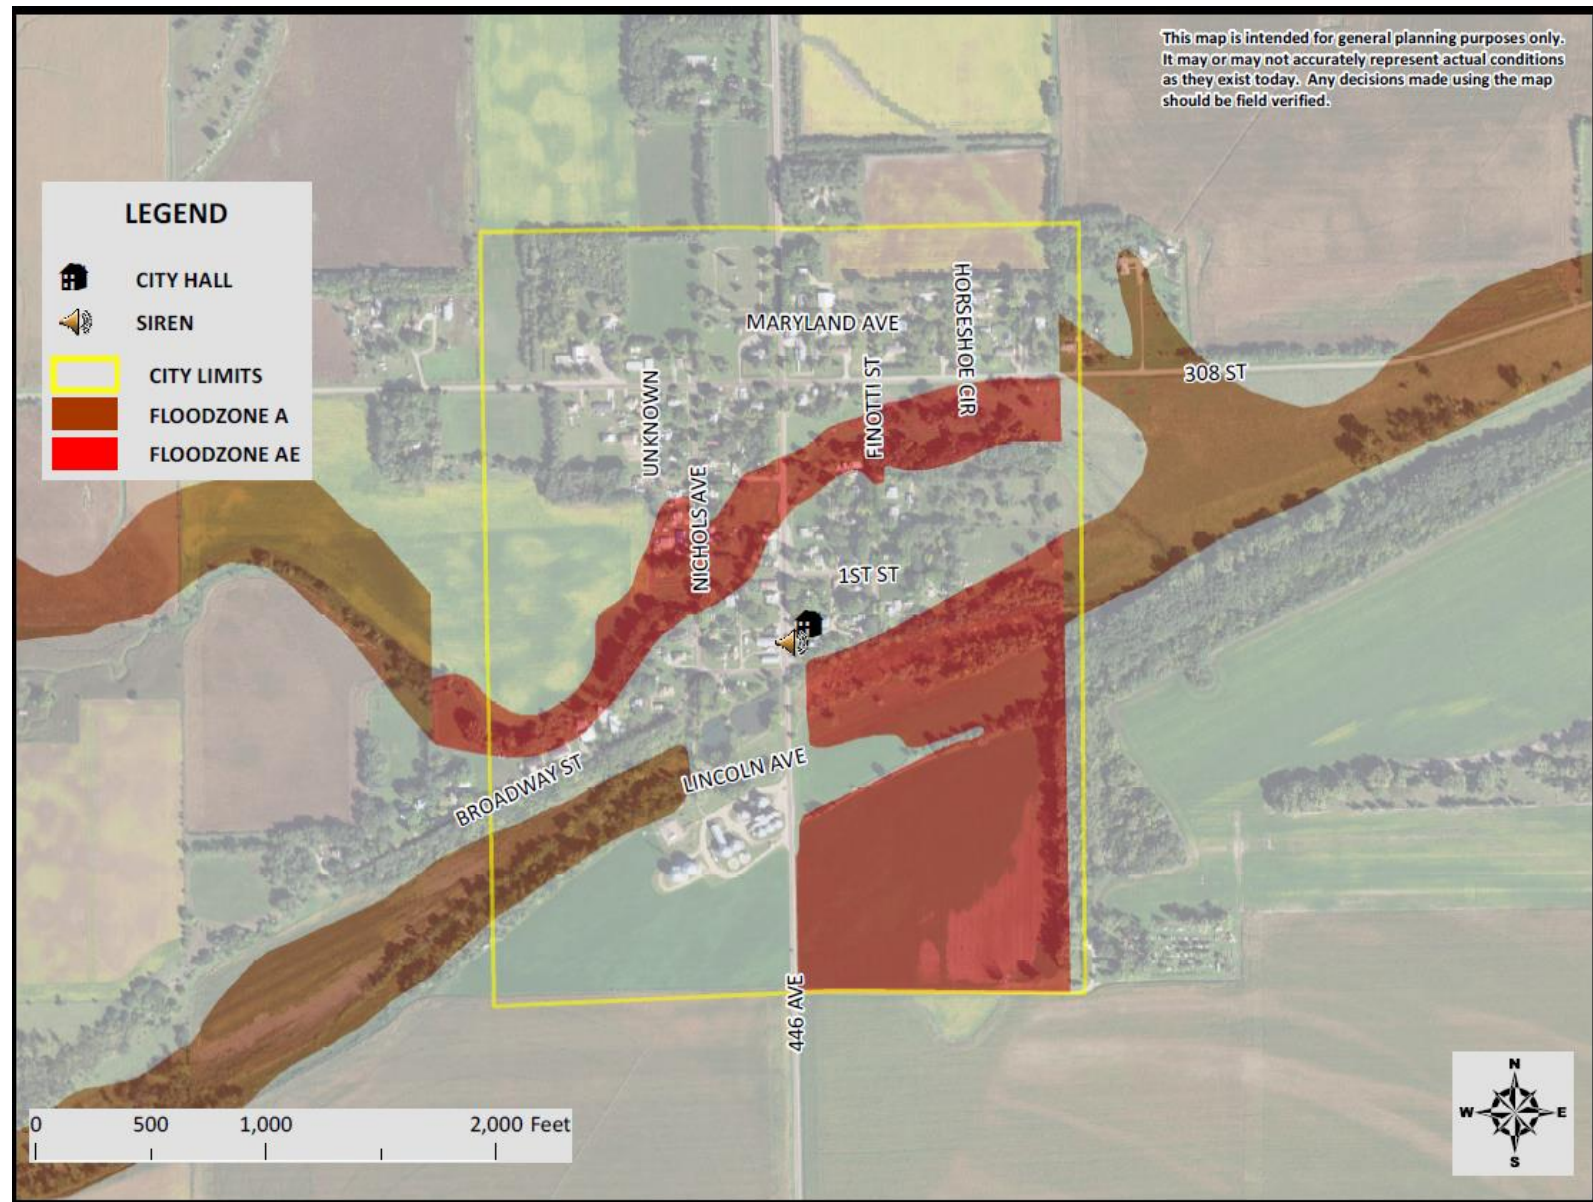 This map is intended for general planning purposes only.
It may or may not accurately represent actual conditions
as they exist today. Any decisions made using the map
should be field verified.
LEGEND
CITY HALL
SIREN
CITY LIMITS
FLOODZONE A
FLOODZONE AE
HORSESHOE CIR
MARYLAND AVE
FINOTTI ST
308 ST
UNKNOWN
NICHOLS AVE
1ST ST
BROADWAY ST
LINCOLN AVE
446 AVE
0 500 1,000 2,000 Feet
N
W E
S